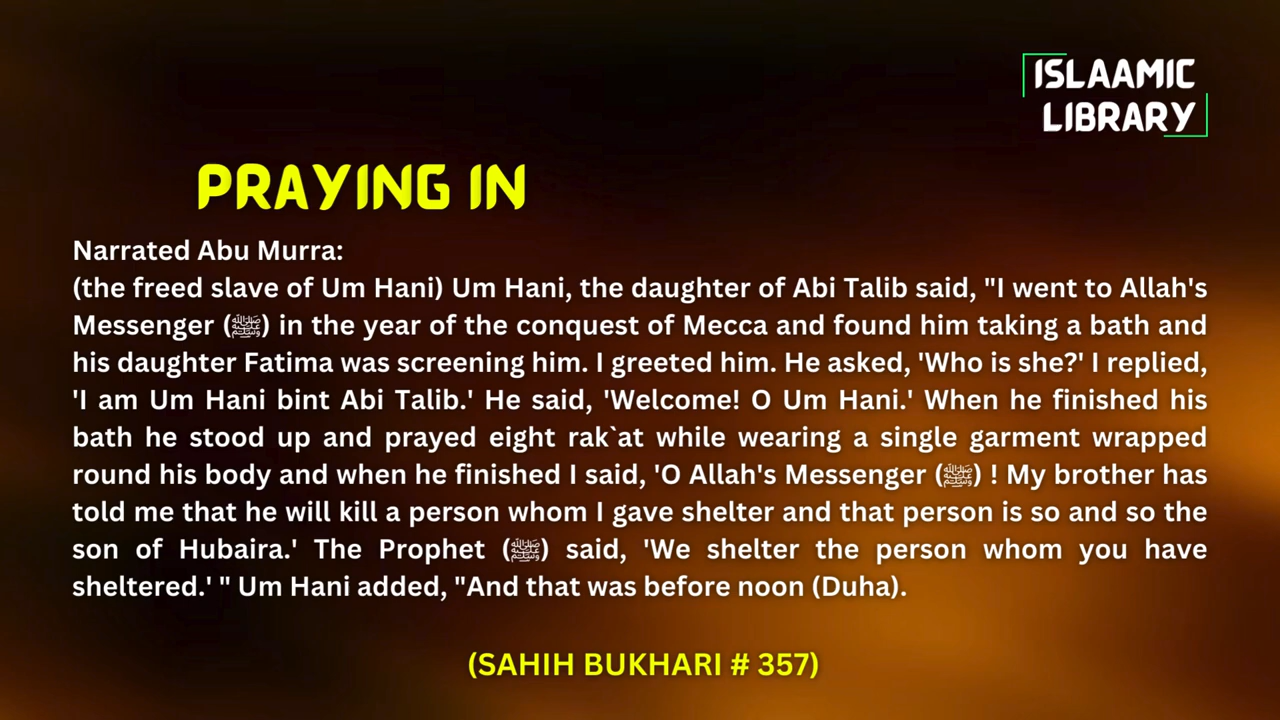 ISLAAMIC
LIBRARY
PRAYING IN
Narrated Abu Murra:
(the freed slave of Um Hani) Um Hani, the daughter of Abi Talib said, "I went to Allah's
Messenger (ﷺ) in the year of the conquest of Mecca and found him taking a bath and
his daughter Fatima was screening him. I greeted him. He asked, 'Who is she?' I replied,
'I am Um Hani bint Abi Talib.' He said, 'Welcome! O Um Hani.' When he finished his
bath he stood up and prayed eight rak`at while wearing a single garment wrapped
round his body and when he finished I said, 'O Allah's Messenger (ﷺ) ! My brother has
told me that he will kill a person whom I gave shelter and that person is so and so the
son of Hubaira.' The Prophet (ﷺ) said, 'We shelter the person whom you have
sheltered.' " Um Hani added, "And that was before noon (Duha).
(SAHIH BUKHARI # 357)